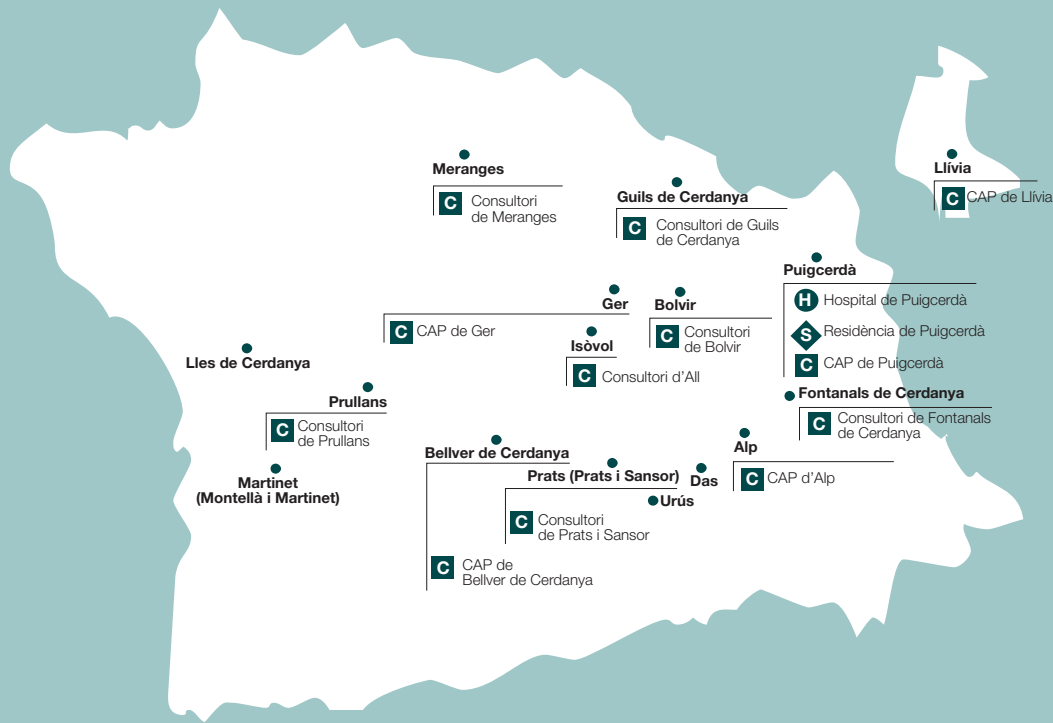 Meranges
C Consultori
de Meranges
Guils de Cerdanya
C Consultori de Guils
de Cerdanya
Llívia
C CAP de Llívia
Puigcerdà
H Hospital de Puigcerdà
S Residència de Puigcerdà
C CAP de Puigcerdà
Ger
C CAP de Ger
Bolvir
C Consultori
de Bolvir
Isòvol
C Consultori d’All
Lles de Cerdanya
Prullans
C Consultori
de Prullans
Fontanals de Cerdanya
C Consultori de Fontanals
de Cerdanya
Martinet
(Montellà i Martinet)
Bellver de Cerdanya
C CAP de
Bellver de Cerdanya
Prats (Prats i Sansor)
C Consultori
de Prats i Sansor
Das
Urús
Alp
C CAP d’Alp